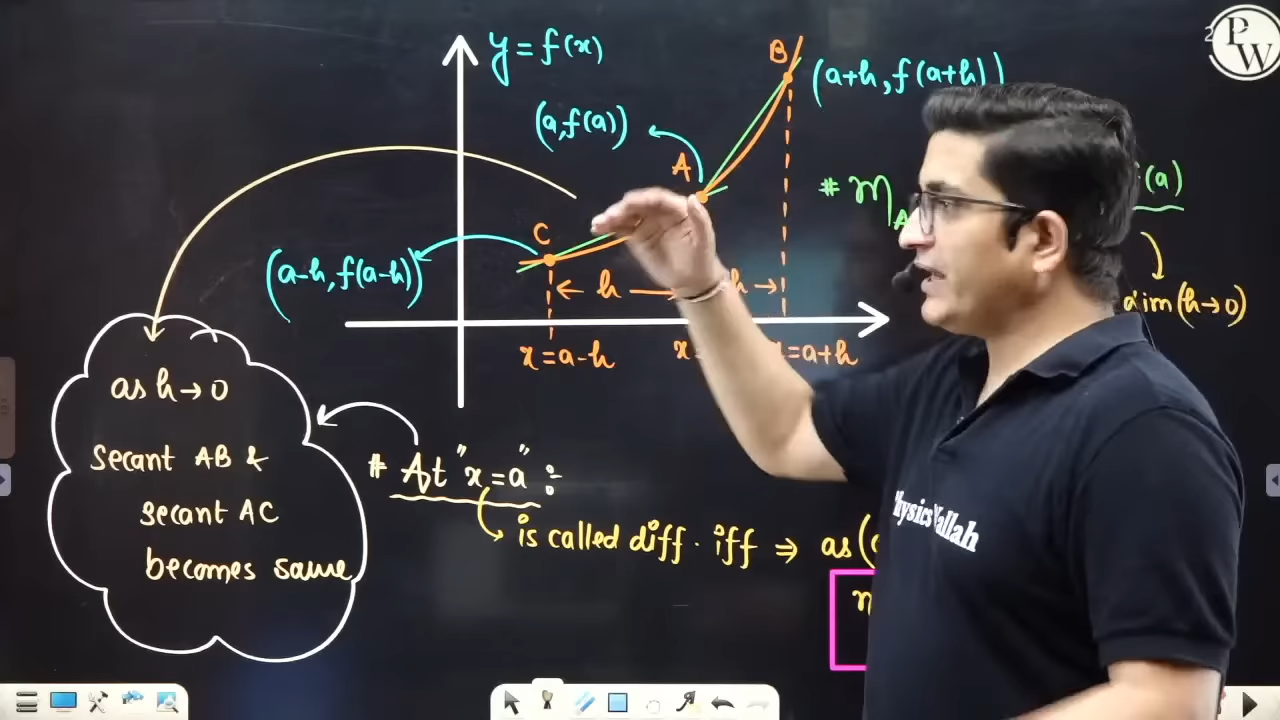 y = f(x)
B
(a+h, f(a+h))
(a, f(a))
A
# m
(a)
C
(a-h, f(a-h))
h
h
lim (h→0)
x = a-h
x
= a+h
as h → 0
secant AB &
secant AC
becomes same
# At "x = a" :-
is called diff. iff ⇒ as (
PW
Physics Wallah
2